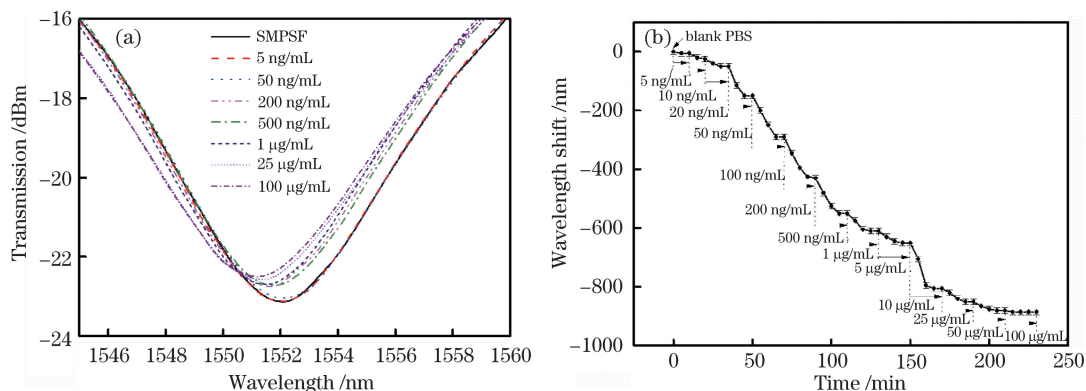 (a)
SMPSF
5 ng/mL
50 ng/mL
200 ng/mL
500 ng/mL
1 μg/mL
25 μg/mL
100 μg/mL
-16
-18
-20
-22
-24
Transmission /dBm
1546 1548 1550 1552 1554 1556 1558 1560
Wavelength /nm
(b)
blank PBS
5 ng/mL
10 ng/mL
20 ng/mL
50 ng/mL
100 ng/mL
200 ng/mL
500 ng/mL
1 μg/mL
5 μg/mL
10 μg/mL
25 μg/mL
50 μg/mL
100 μg/mL
0
-200
-400
-600
-800
-1000
Wavelength shift /nm
0 50 100 150 200 250
Time /min